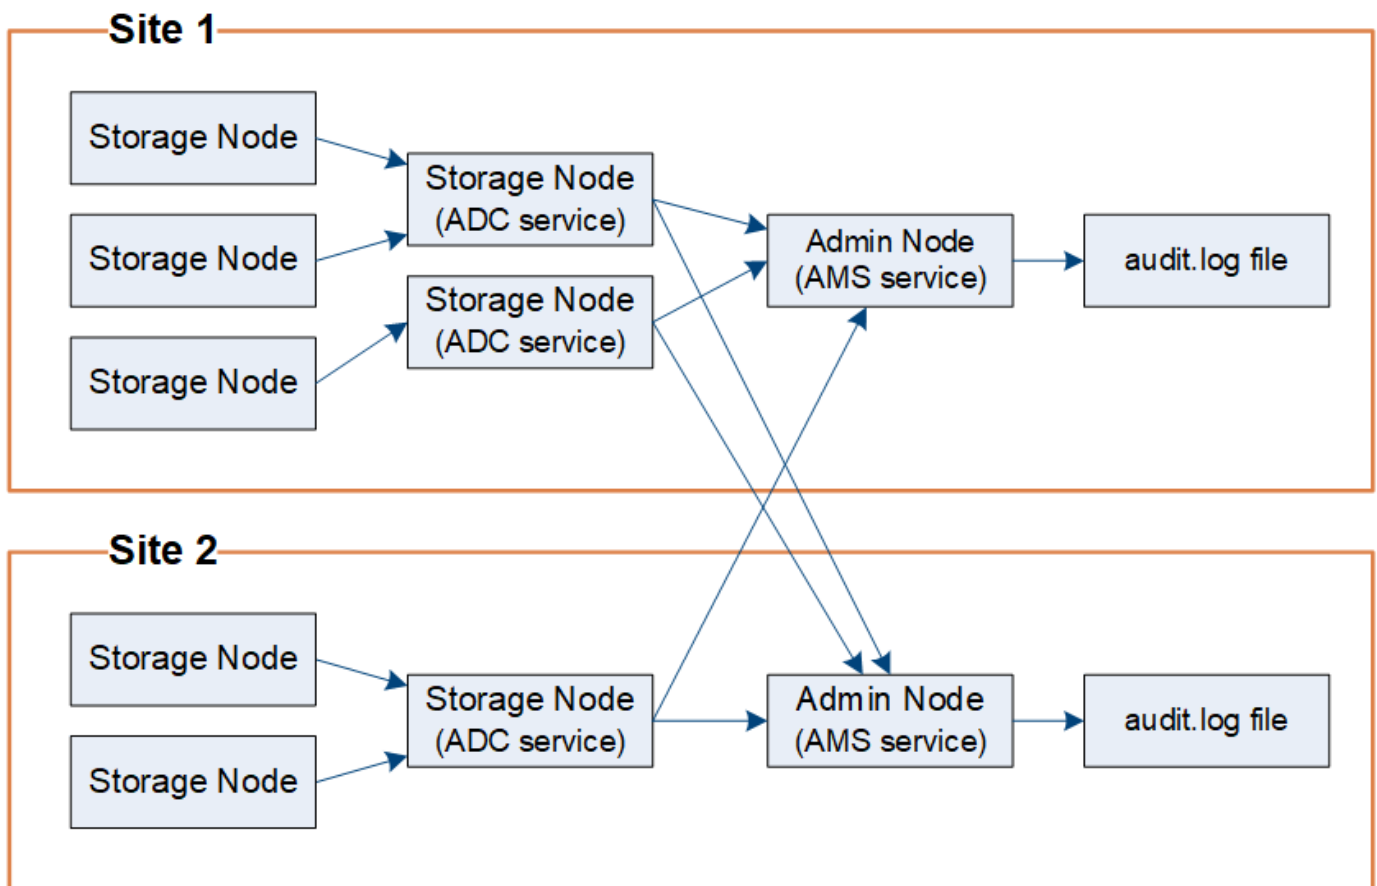 Site 1
Storage Node
Storage Node
Storage Node
Storage Node
(ADC service)
Storage Node
(ADC service)
Admin Node
(AMS service)
audit.log file
Site 2
Storage Node
Storage Node
Storage Node
(ADC service)
Admin Node
(AMS service)
audit.log file